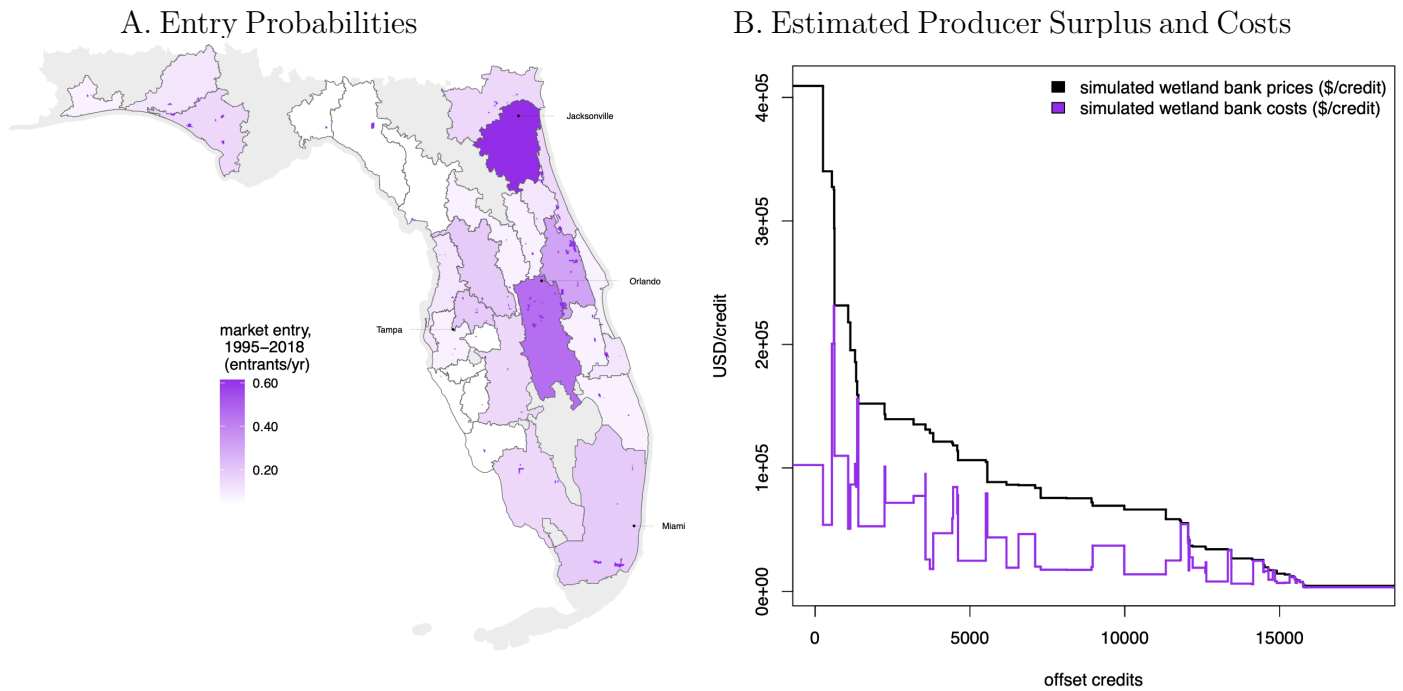 A. Entry Probabilities
Jacksonville
Orlando
Tampa
Miami
market entry,
1995–2018
(entrants/yr)
0.60
0.40
0.20
B. Estimated Producer Surplus and Costs
simulated wetland bank prices ($/credit)
simulated wetland bank costs ($/credit)
USD/credit
4e+05
3e+05
2e+05
1e+05
0e+00
0 5000 10000 15000
offset credits